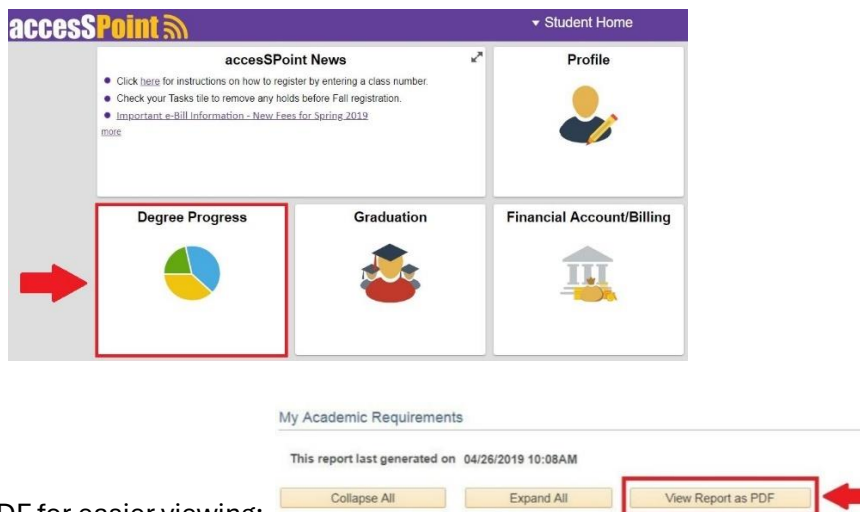 accesSPoint
▾ Student Home
accesSPoint News
• Click here for instructions on how to register by entering a class number.
• Check your Tasks tile to remove any holds before Fall registration.
• Important e-Bill Information - New Fees for Spring 2019
more
Profile
Degree Progress
Graduation
Financial Account/Billing
My Academic Requirements
This report last generated on 04/26/2019 10:08AM
Collapse All
Expand All
View Report as PDF
DF for easier viewing: